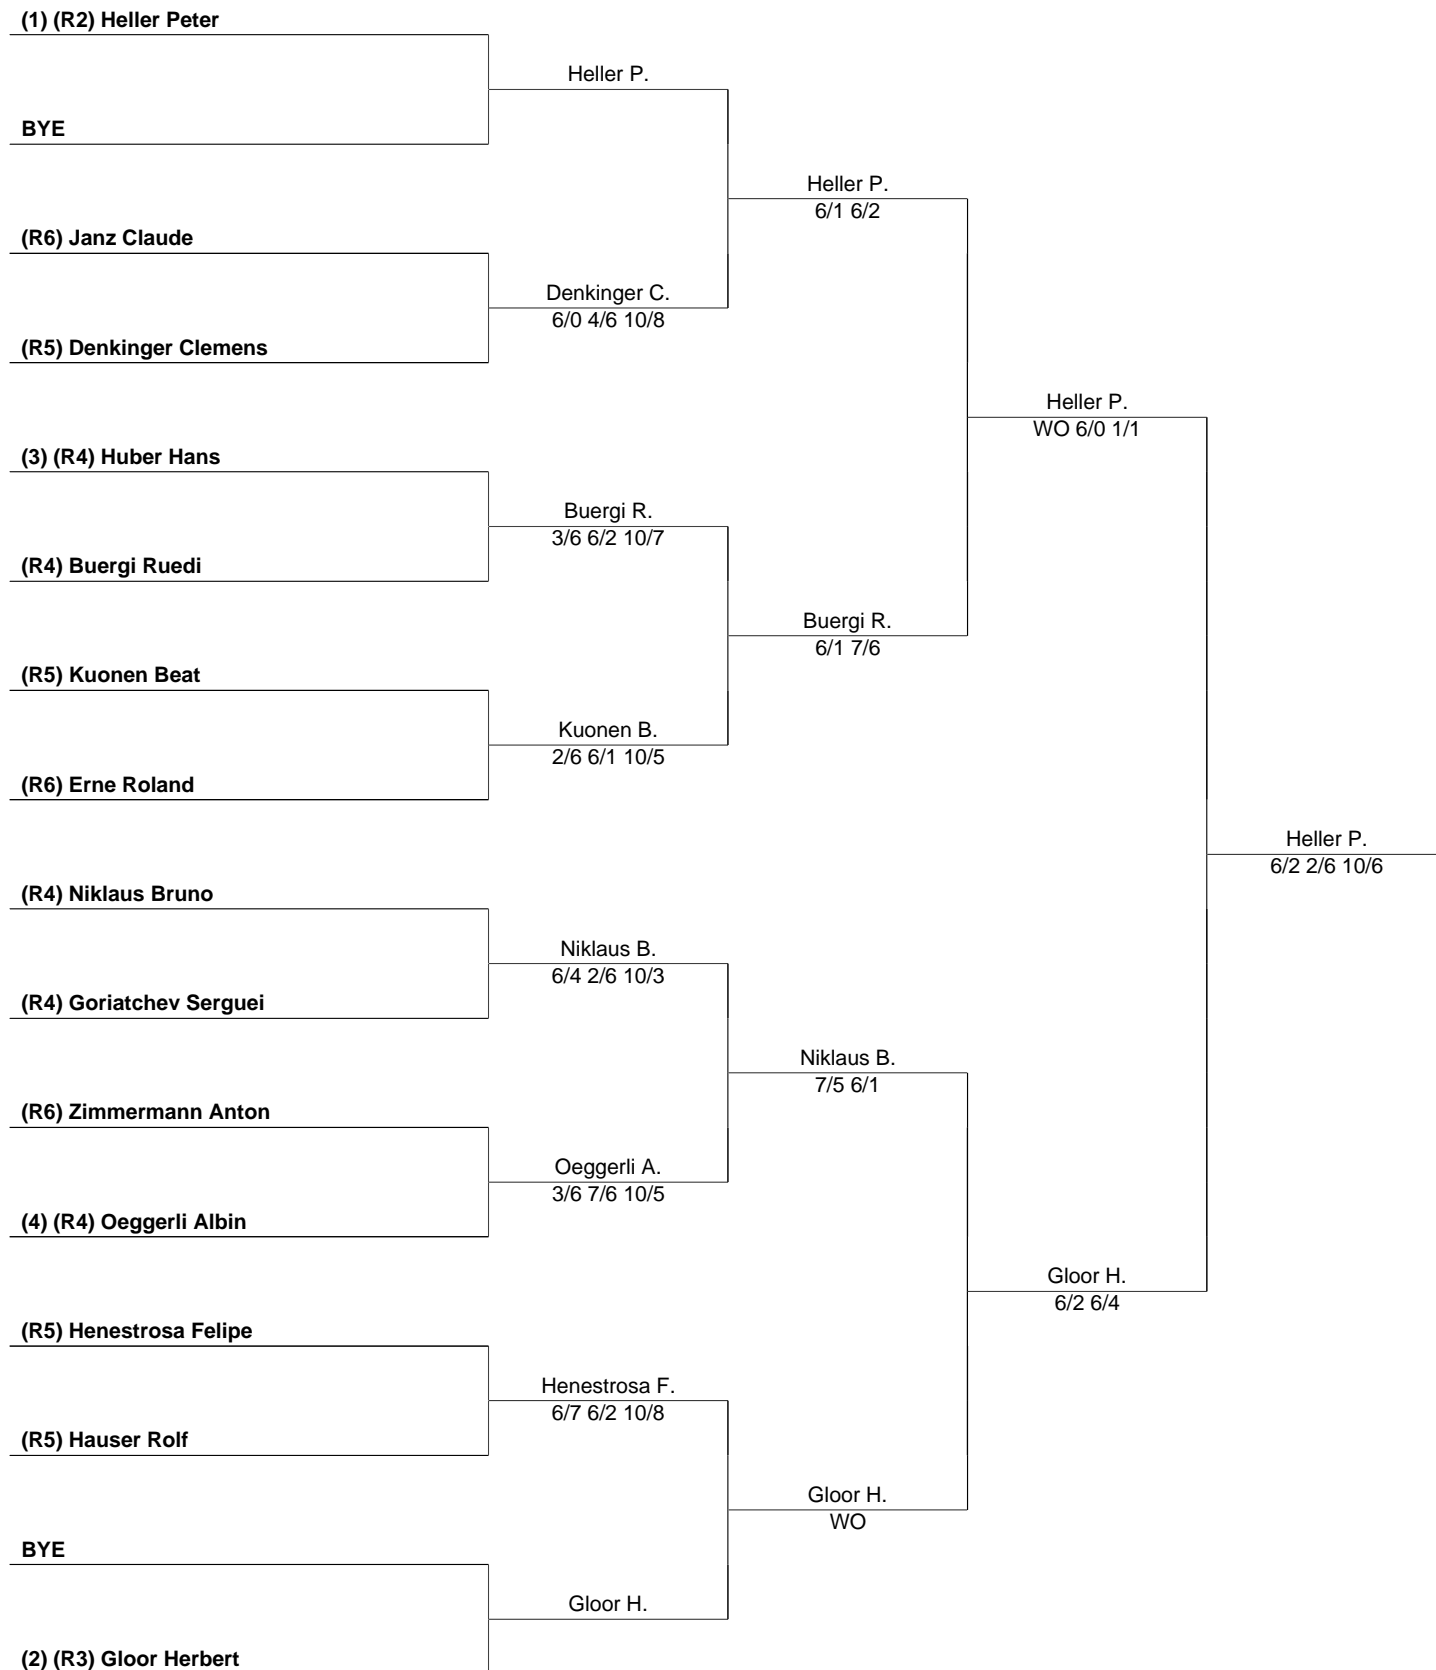 (1) (R2) Heller Peter
Heller P.
BYE
Heller P.
6/1 6/2
(R6) Janz Claude
Denkinger C.
6/0 4/6 10/8
(R5) Denkinger Clemens
Heller P.
WO 6/0 1/1
(3) (R4) Huber Hans
Buergi R.
3/6 6/2 10/7
(R4) Buergi Ruedi
Buergi R.
6/1 7/6
(R5) Kuonen Beat
Kuonen B.
2/6 6/1 10/5
(R6) Erne Roland
Heller P.
6/2 2/6 10/6
(R4) Niklaus Bruno
Niklaus B.
6/4 2/6 10/3
(R4) Goriatchev Serguei
Niklaus B.
7/5 6/1
(R6) Zimmermann Anton
Oeggerli A.
3/6 7/6 10/5
(4) (R4) Oeggerli Albin
Gloor H.
6/2 6/4
(R5) Henestrosa Felipe
Henestrosa F.
6/7 6/2 10/8
(R5) Hauser Rolf
Gloor H.
WO
BYE
Gloor H.
(2) (R3) Gloor Herbert